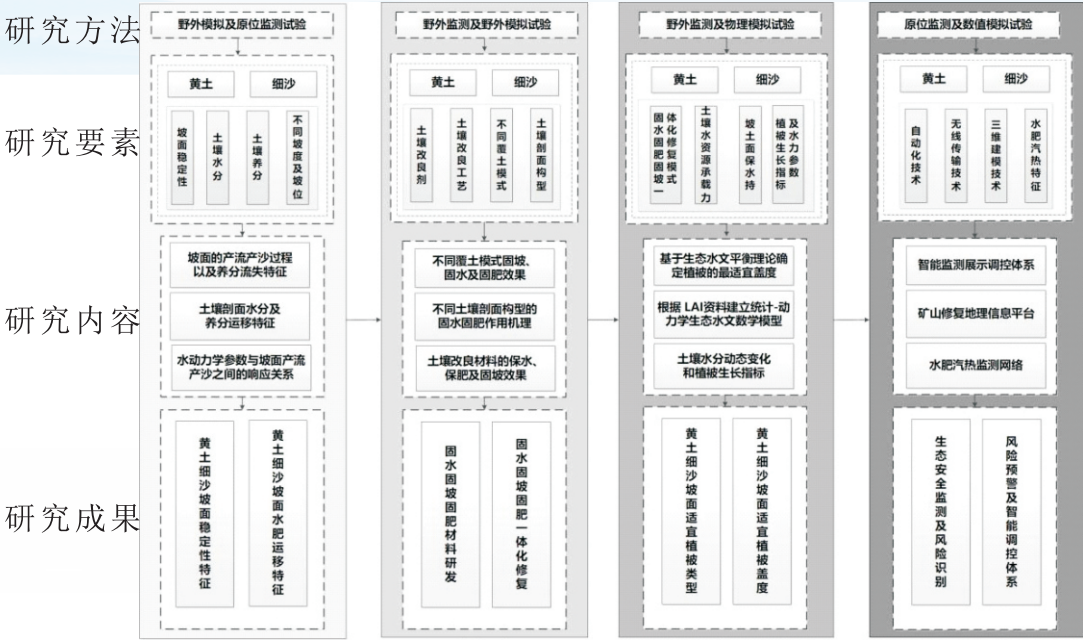 研究方法
野外模拟及原位监测试验
野外监测及野外模拟试验
野外监测及物理模拟试验
原位监测及数值模拟试验
研究要素
黄土
细沙
坡面稳定性
土壤水分
土壤养分
不同坡度及坡位
黄土
细沙
土壤改良剂
土壤改良工艺
不同覆土模式
土壤剖面构型
黄土
细沙
固水固肥固坡一
体化修复模式
土壤水资源承载力
坡土面保水持
植被生长指标
及水力参数
黄土
细沙
自动化技术
无线传输技术
三维建模技术
水肥汽热特征
研究内容
坡面的产流产沙过程
以及养分流失特征
土壤剖面水分及
养分运移特征
水动力学参数与坡面产流
产沙之间的响应关系
不同覆土模式固坡、
固水及固肥效果
不同土壤剖面构型的
固水固肥作用机理
土壤改良材料的保水、
保肥及固坡效果
基于生态水文平衡理论确
定植被的最适宜盖度
根据 LAI资料建立统计-动
力学生态水文数学模型
土壤水分动态变化
和植被生长指标
智能监测展示调控体系
矿山修复地理信息平台
水肥汽热监测网络
研究成果
黄土细沙坡面稳定性特征
黄土细沙坡面水肥运移特征
固水固坡固肥材料研发
固水固坡固肥一体化修复
黄土细沙坡面适宜植被类型
黄土细沙坡面适宜植被盖度
生态安全监测及风险识别
风险预警及智能调控体系